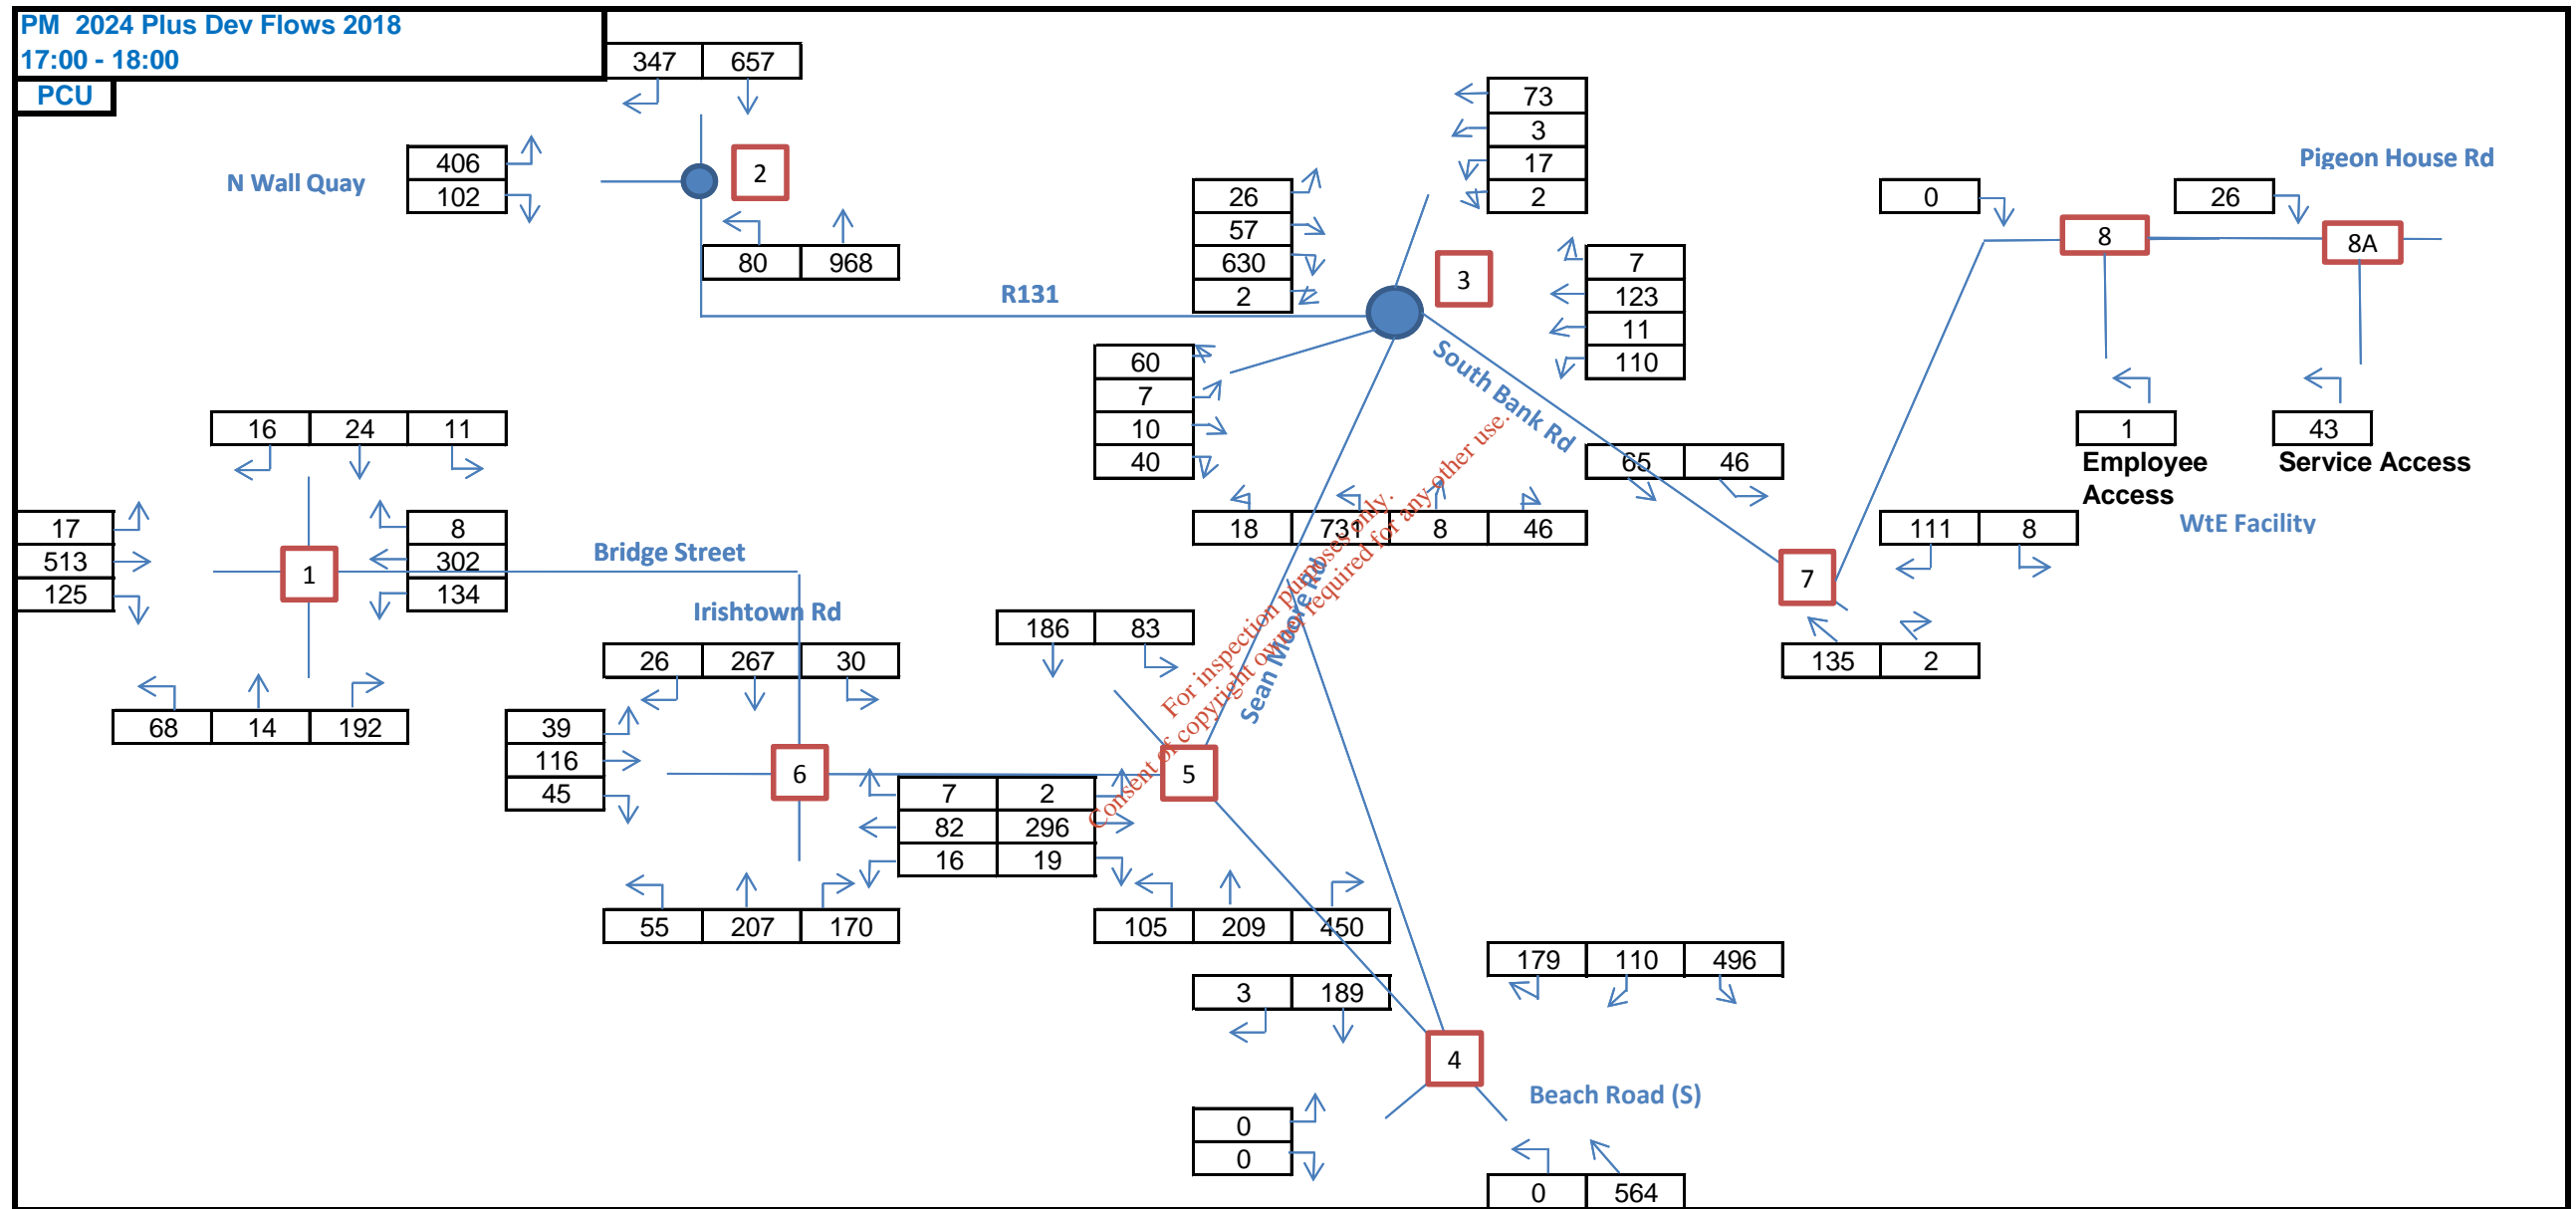 PM 2024 Plus Dev Flows 2018
17:00 - 18:00
PCU
347 657
73
3
17
2
N Wall Quay
406
102
2
80 968
26
57
630
2
3
7
123
11
110
R131
0
26
Pigeon House Rd
8
8A
60
7
10
40
South Bank Rd
65 46
1
Employee
Access
43
Service Access
WtE Facility
16 24 11
17
513
125
1
8
302
134
68 14 192
Bridge Street
Irishtown Rd
18 731 8 46
111 8
7
135 2
186 83
Sean Moore Rd
For inspection purposes only.
Consent of copyright owner required for any other use.
26 267 30
39
116
45
6
5
7 2
82 296
16 19
55 207 170
105 209 450
179 110 496
3 189
4
Beach Road (S)
0
0
0 564